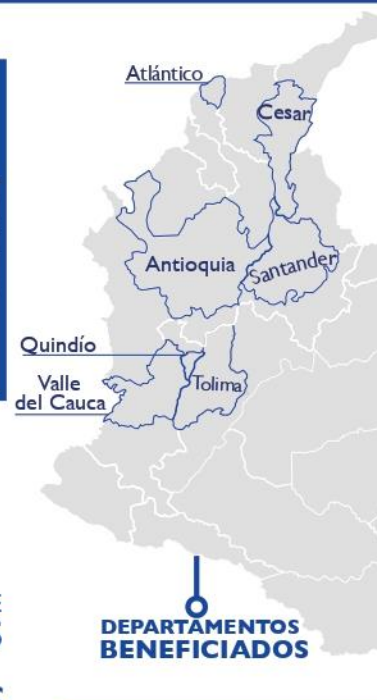 Atlántico
Cesar
Antioquia
Santander
Quindío
Valle
del Cauca
Tolima
DEPARTAMENTOS
BENEFICIADOS